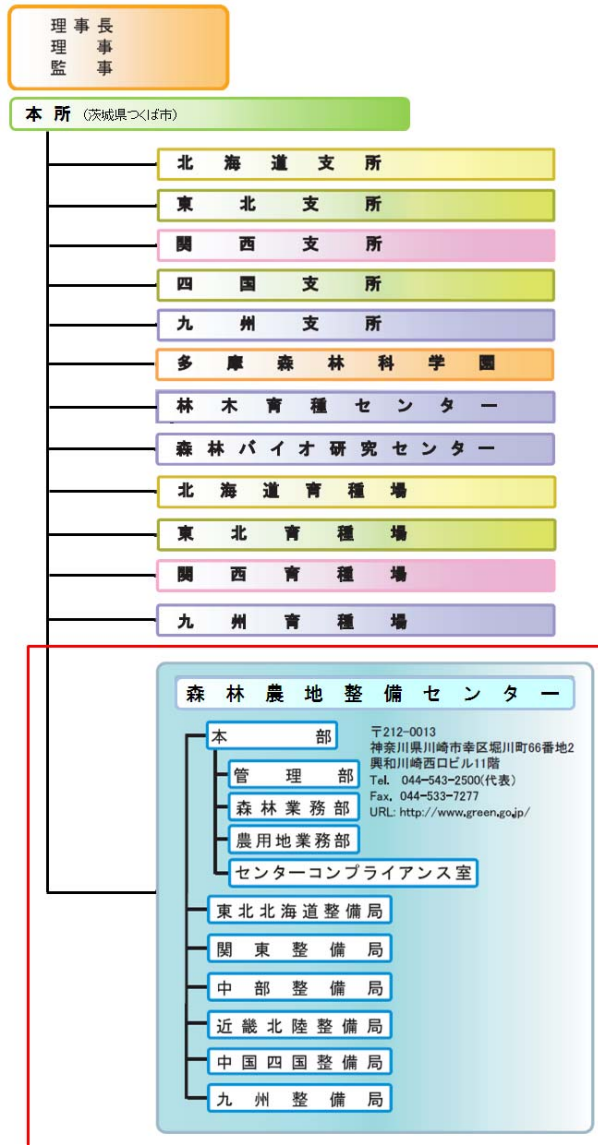 理事長
理事
監事
本所 (茨城県つくば市)
北海道支所
東北支所
関西支所
四国支所
九州支所
多摩森林科学園
林木育種センター
森林バイオ研究センター
北海道育種場
東北育種場
関西育種場
九州育種場
森林農地整備センター
本部
〒212-0013
神奈川県川崎市幸区堀川町66番地2
興和川崎西口ビル11階
Tel. 044-543-2500(代表)
Fax. 044-533-7277
URL: http://www.green.go.jp/
管理部
森林業務部
農用地業務部
センターコンプライアンス室
東北北海道整備局
関東整備局
中部整備局
近畿北陸整備局
中国四国整備局
九州整備局